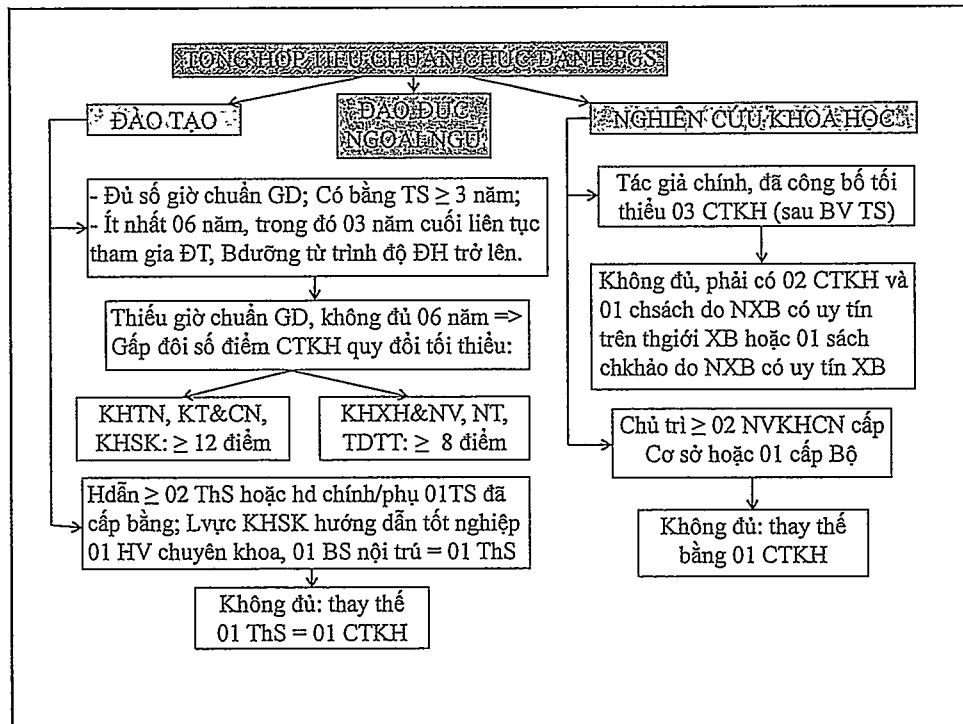 TỔNG HỢP TIÊU CHUẨN CHỨC DANH PGS
ĐÀO TẠO
ĐẠO ĐỨC
NGOẠI NGỮ
NGHIÊN CỨU KHOA HỌC
- Đủ số giờ chuẩn GD; Có bằng TS ≥ 3 năm;
- Ít nhất 06 năm, trong đó 03 năm cuối liên tục
tham gia ĐT, Bdưỡng từ trình độ ĐH trở lên.
Thiếu giờ chuẩn GD, không đủ 06 năm =>
Gấp đôi số điểm CTKH quy đổi tối thiểu:
KHTN, KT&CN,
KHSK: ≥ 12 điểm
KHXH&NV, NT,
TDTT: ≥ 8 điểm
Hdẫn ≥ 02 ThS hoặc hd chính/phụ 01TS đã
cấp bằng; Lvực KHSK hướng dẫn tốt nghiệp
01 HV chuyên khoa, 01 BS nội trú = 01 ThS
Không đủ: thay thế
01 ThS = 01 CTKH
Tác giả chính, đã công bố tối
thiểu 03 CTKH (sau BV TS)
Không đủ, phải có 02 CTKH và
01 chsách do NXB có uy tín
trên thgiới XB hoặc 01 sách
chkhảo do NXB có uy tín XB
Chủ trì ≥ 02 NVKHCN cấp
Cơ sở hoặc 01 cấp Bộ
Không đủ: thay thế
bằng 01 CTKH